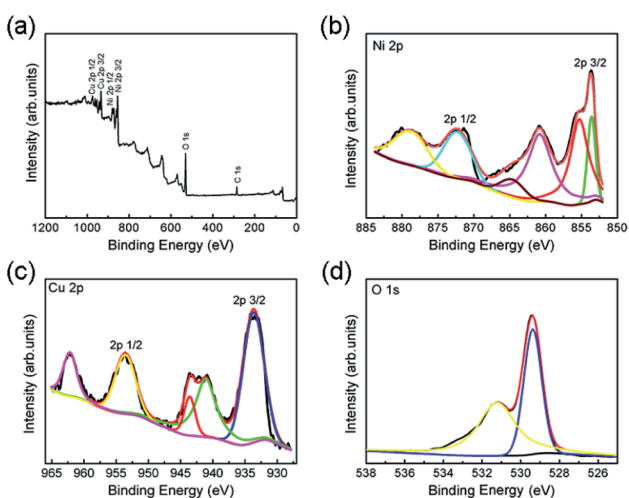 (a)
Cu 2p 1/2
Cu 2p 3/2
Ni 2p 1/2
Ni 2p 3/2
O 1s
C 1s
Intensity (arb.units)
1200 1000 800 600 400 200 0
Binding Energy (eV)
(b)
Ni 2p
2p 3/2
2p 1/2
Intensity (arb.units)
885 880 875 870 865 860 855 850
Binding Energy (eV)
(c)
Cu 2p
2p 3/2
2p 1/2
Intensity (arb.units)
965 960 955 950 945 940 935 930
Binding Energy (eV)
(d)
O 1s
Intensity (arb.units)
538 536 534 532 530 528 526
Binding Energy (eV)